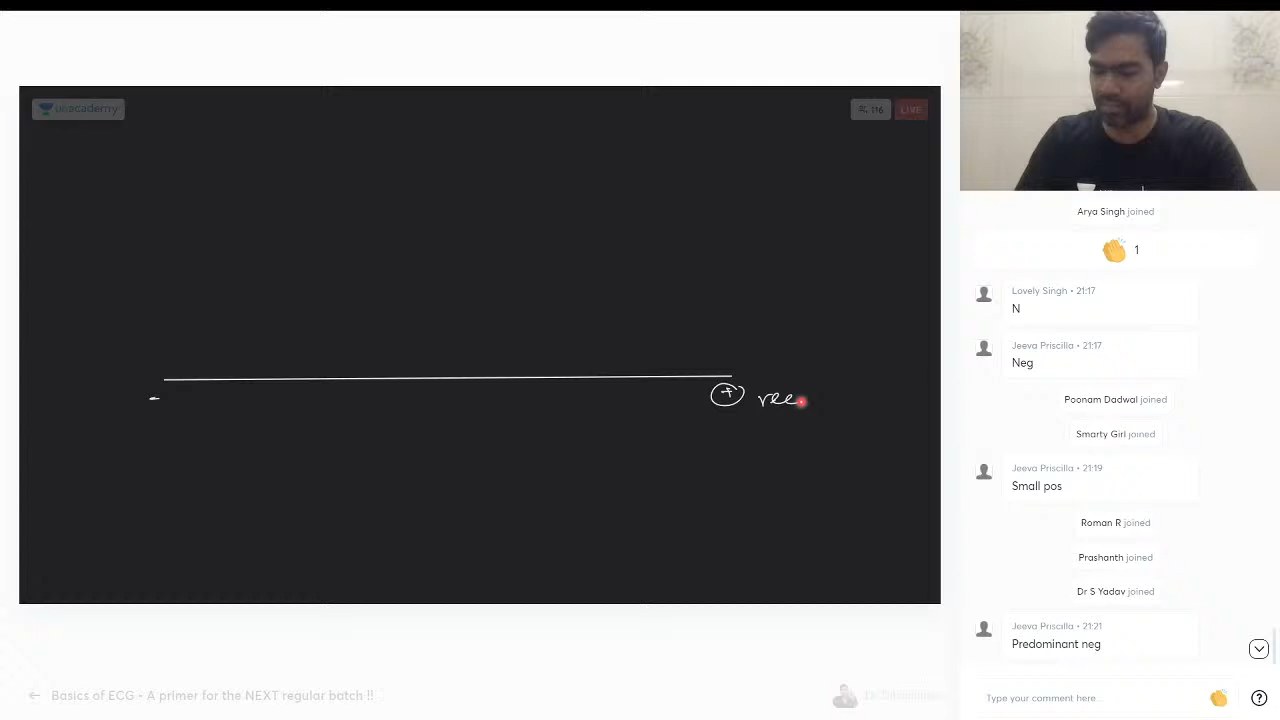 unacademy
116
LIVE
-
+ rec
Arya Singh joined
👏 1
Lovely Singh • 21:17
N
Jeeva Priscilla • 21:17
Neg
Poonam Dadwal joined
Smarty Girl joined
Jeeva Priscilla • 21:19
Small pos
Roman R joined
Prashanth joined
Dr S Yadav joined
Jeeva Priscilla • 21:21
Predominant neg
Type your comment here...
Basics of ECG • A primer for the NEXT regular batch !!